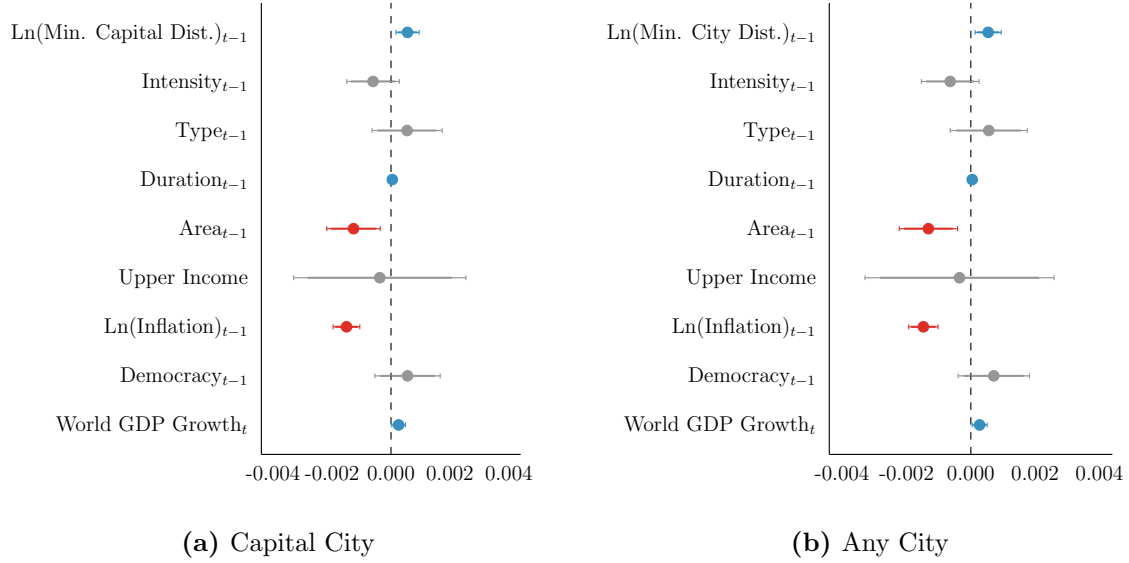 Ln(Min. Capital Dist.)t−1
Intensityt−1
Typet−1
Durationt−1
Areat−1
Upper Income
Ln(Inflation)t−1
Democracyt−1
World GDP Growtht
-0.004 -0.002 0.000 0.002 0.004
(a) Capital City
Ln(Min. City Dist.)t−1
Intensityt−1
Typet−1
Durationt−1
Areat−1
Upper Income
Ln(Inflation)t−1
Democracyt−1
World GDP Growtht
-0.004 -0.002 0.000 0.002 0.004
(b) Any City